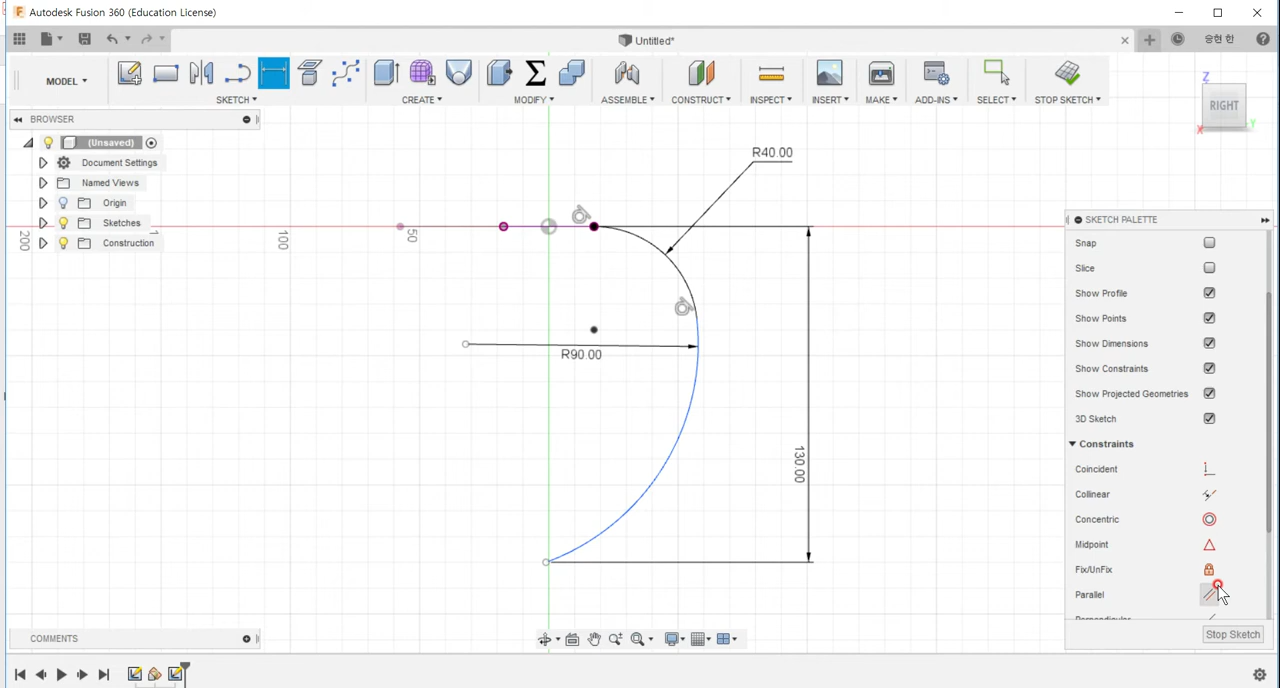 Autodesk Fusion 360 (Education License)
Untitled*
승현 한
MODEL
SKETCH
CREATE
MODIFY
ASSEMBLE
CONSTRUCT
INSPECT
INSERT
MAKE
ADD-INS
SELECT
STOP SKETCH
Z
RIGHT
X
Y
BROWSER
(Unsaved)
Document Settings
Named Views
Origin
Sketches
Construction
200
100
50
R40.00
R90.00
130.00
SKETCH PALETTE
Snap
Slice
Show Profile
Show Points
Show Dimensions
Show Constraints
Show Projected Geometries
3D Sketch
Constraints
Coincident
Collinear
Concentric
Midpoint
Fix/UnFix
Parallel
Perpendicular
Stop Sketch
COMMENTS